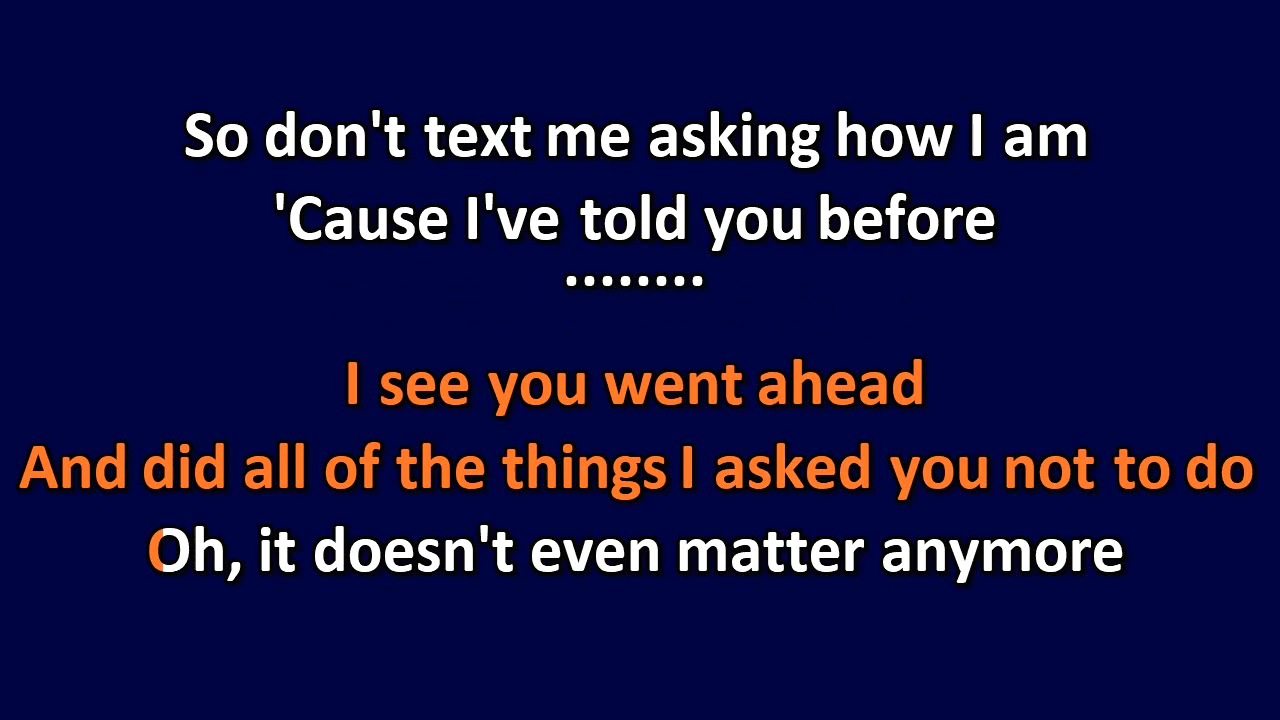 So don't text me asking how I am
'Cause I've told you before
........
I see you went ahead
And did all of the things I asked you not to do
Oh, it doesn't even matter anymore